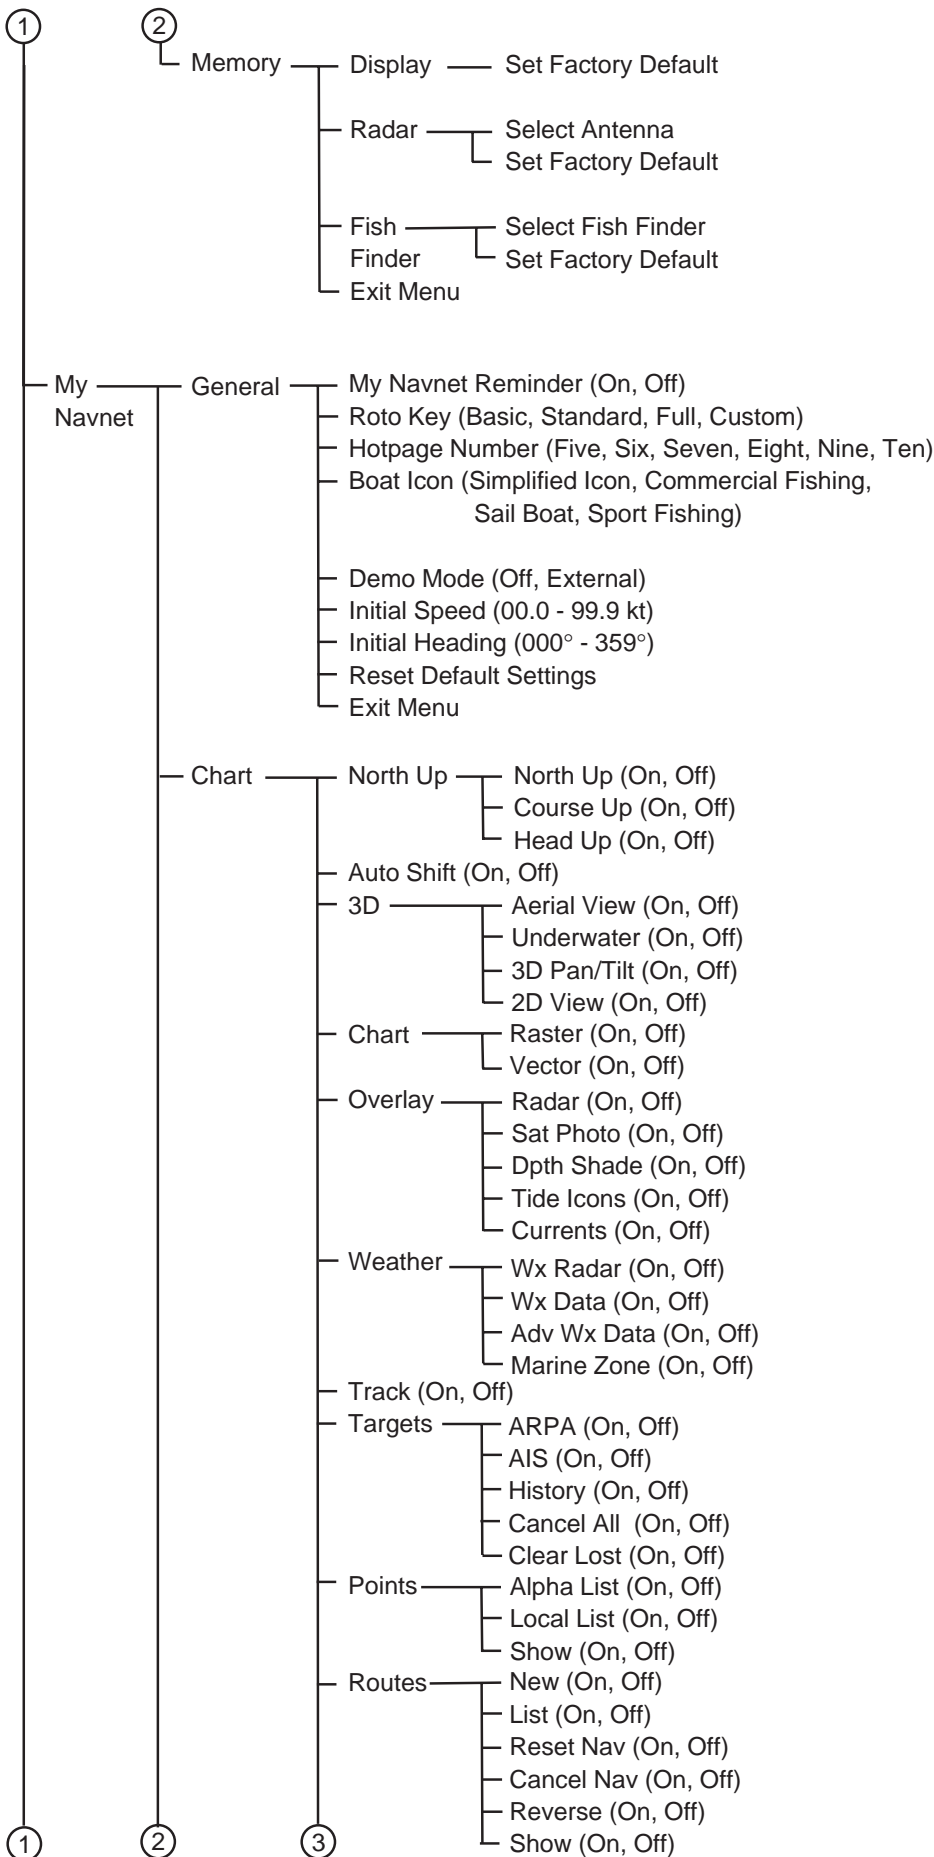 1 2
Memory Display Set Factory Default
Radar Select Antenna
Set Factory Default
Fish Select Fish Finder
Finder Set Factory Default
Exit Menu
My General My Navnet Reminder (On, Off)
Navnet Roto Key (Basic, Standard, Full, Custom)
Hotpage Number (Five, Six, Seven, Eight, Nine, Ten)
Boat Icon (Simplified Icon, Commercial Fishing,
Sail Boat, Sport Fishing)
Demo Mode (Off, External)
Initial Speed (00.0 - 99.9 kt)
Initial Heading (000° - 359°)
Reset Default Settings
Exit Menu
Chart North Up North Up (On, Off)
Course Up (On, Off)
Head Up (On, Off)
Auto Shift (On, Off)
3D Aerial View (On, Off)
Underwater (On, Off)
3D Pan/Tilt (On, Off)
2D View (On, Off)
Chart Raster (On, Off)
Vector (On, Off)
Overlay Radar (On, Off)
Sat Photo (On, Off)
Dpth Shade (On, Off)
Tide Icons (On, Off)
Currents (On, Off)
Weather Wx Radar (On, Off)
Wx Data (On, Off)
Adv Wx Data (On, Off)
Marine Zone (On, Off)
Track (On, Off)
Targets ARPA (On, Off)
AIS (On, Off)
History (On, Off)
Cancel All (On, Off)
Clear Lost (On, Off)
Points Alpha List (On, Off)
Local List (On, Off)
Show (On, Off)
Routes New (On, Off)
List (On, Off)
Reset Nav (On, Off)
Cancel Nav (On, Off)
Reverse (On, Off)
Show (On, Off)
1 2 3